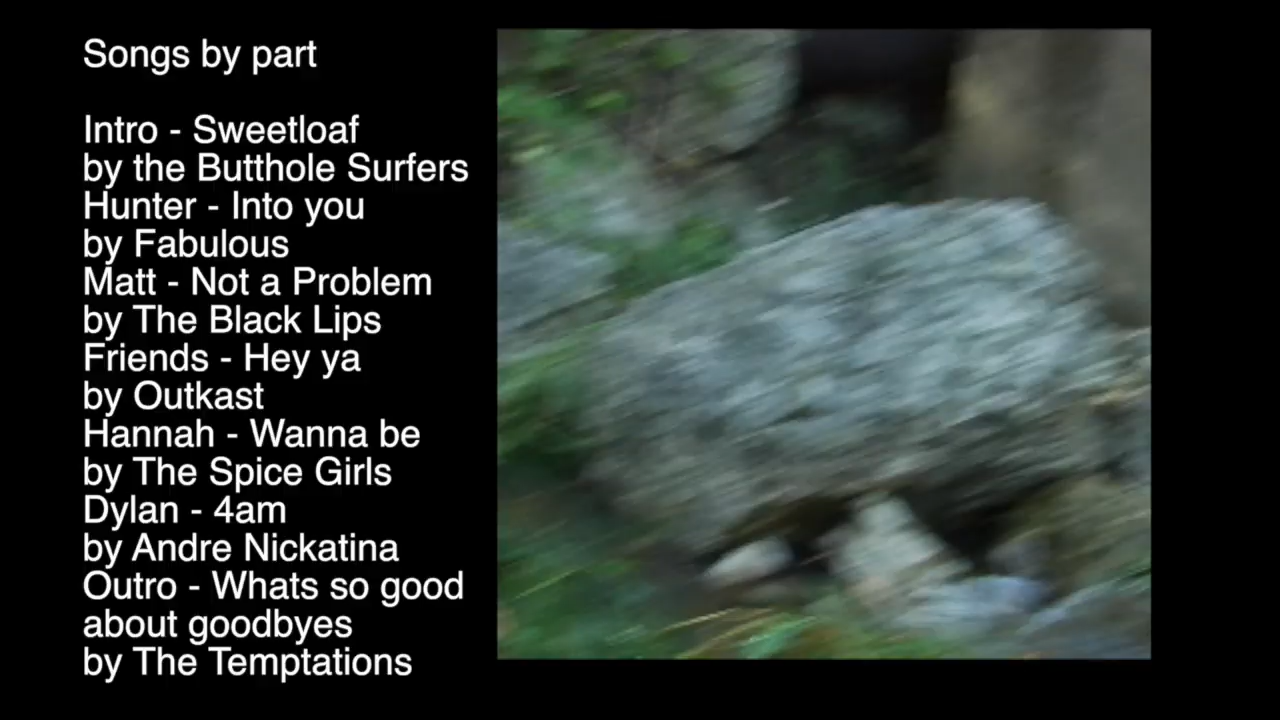 Songs by part
Intro - Sweetloaf
by the Butthole Surfers
Hunter - Into you
by Fabulous
Matt - Not a Problem
by The Black Lips
Friends - Hey ya
by Outkast
Hannah - Wanna be
by The Spice Girls
Dylan - 4am
by Andre Nickatina
Outro - Whats so good
about goodbyes
by The Temptations